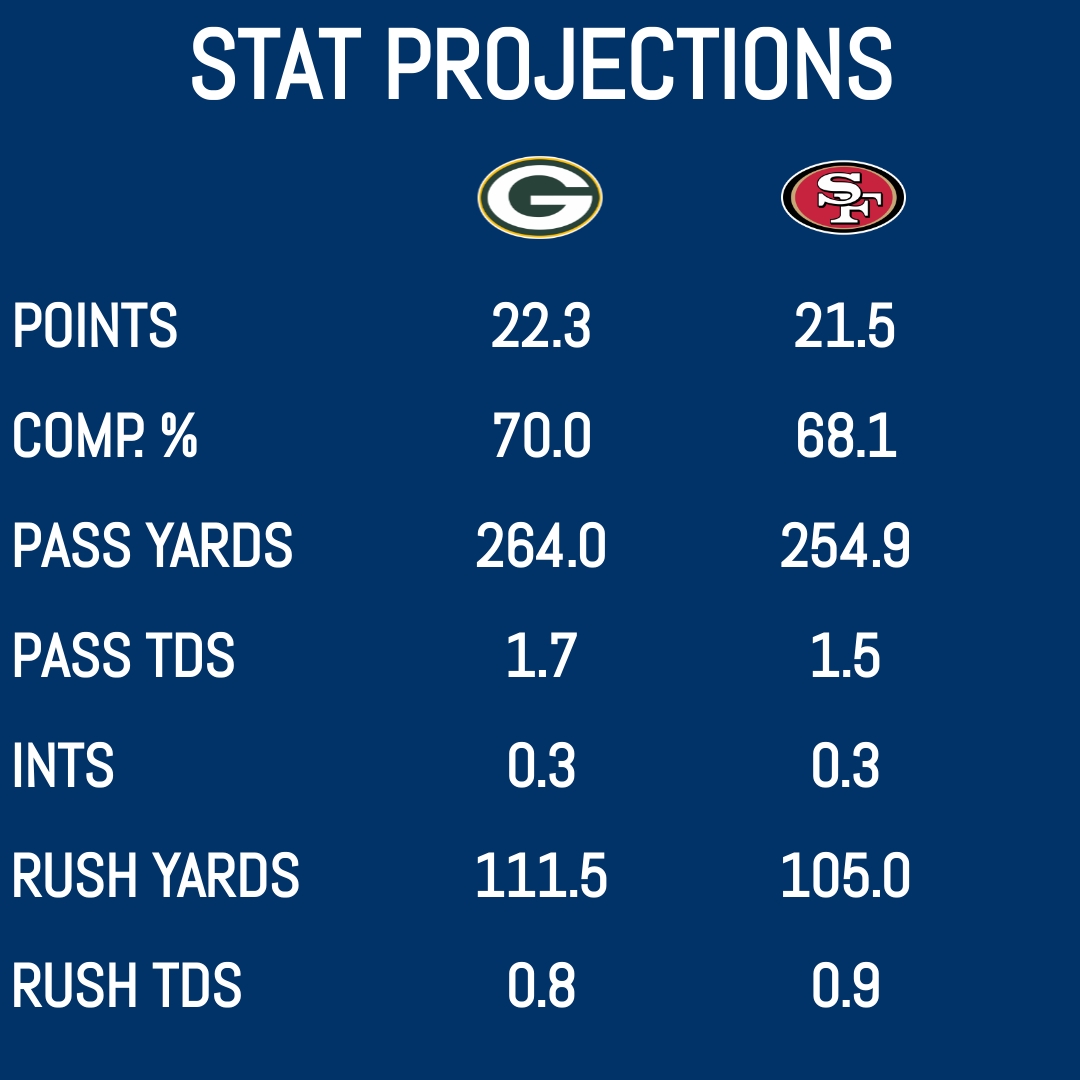 STAT PROJECTIONS
G SF
POINTS 22.3 21.5
COMP. % 70.0 68.1
PASS YARDS 264.0 254.9
PASS TDS 1.7 1.5
INTS 0.3 0.3
RUSH YARDS 111.5 105.0
RUSH TDS 0.8 0.9